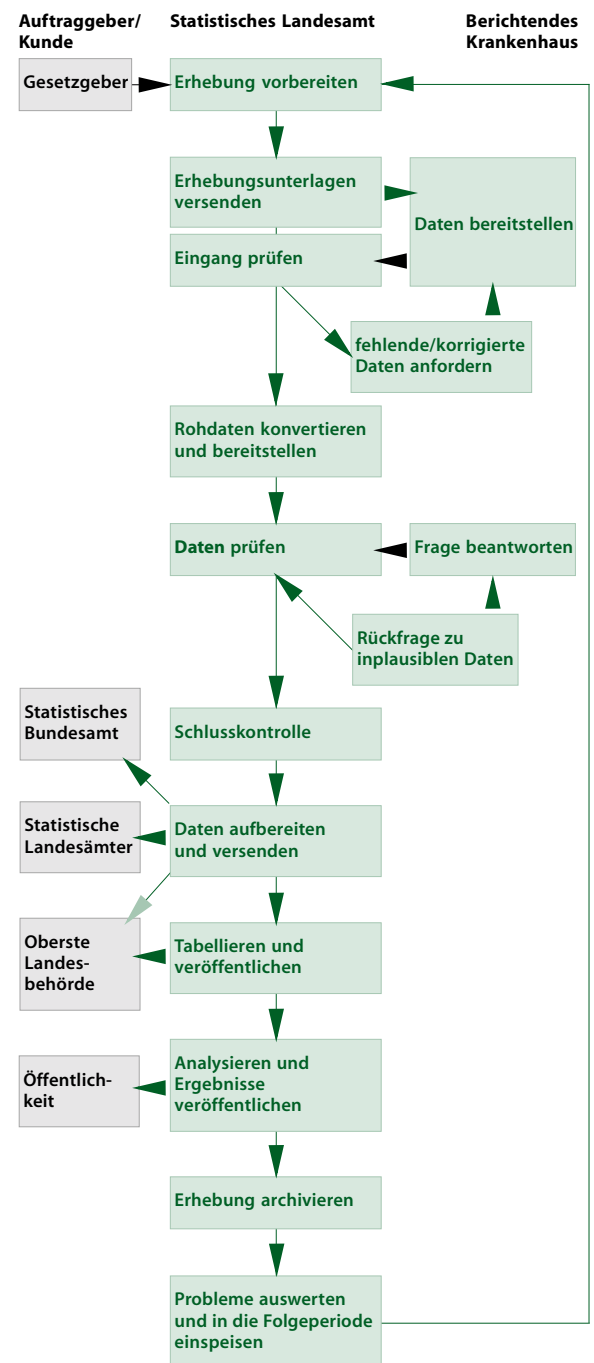 Auftraggeber/
Kunde
Statistisches Landesamt
Berichtendes
Krankenhaus
Gesetzgeber
Erhebung vorbereiten
Erhebungsunterlagen
versenden
Daten bereitstellen
Eingang prüfen
fehlende/korrigierte
Daten anfordern
Rohdaten konvertieren
und bereitstellen
Daten prüfen
Frage beantworten
Rückfrage zu
inplausiblen Daten
Statistisches
Bundesamt
Schlusskontrolle
Statistische
Landesämter
Daten aufbereiten
und versenden
Oberste
Landes-
behörde
Tabellieren und
veröffentlichen
Öffentlich-
keit
Analysieren und
Ergebnisse
veröffentlichen
Erhebung archivieren
Probleme auswerten
und in die Folgeperiode
einspeisen